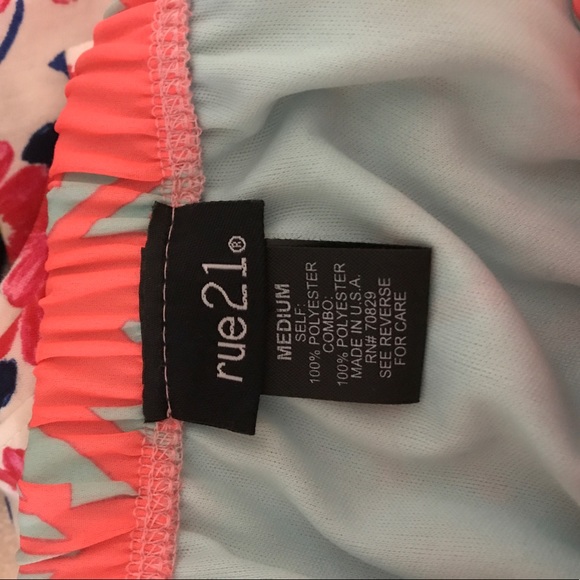 rue21®
MEDIUM
SELF:
100% POLYESTER
COMBO:
100% POLYESTER
MADE IN U.S.A.
RN# 70829
SEE REVERSE
FOR CARE